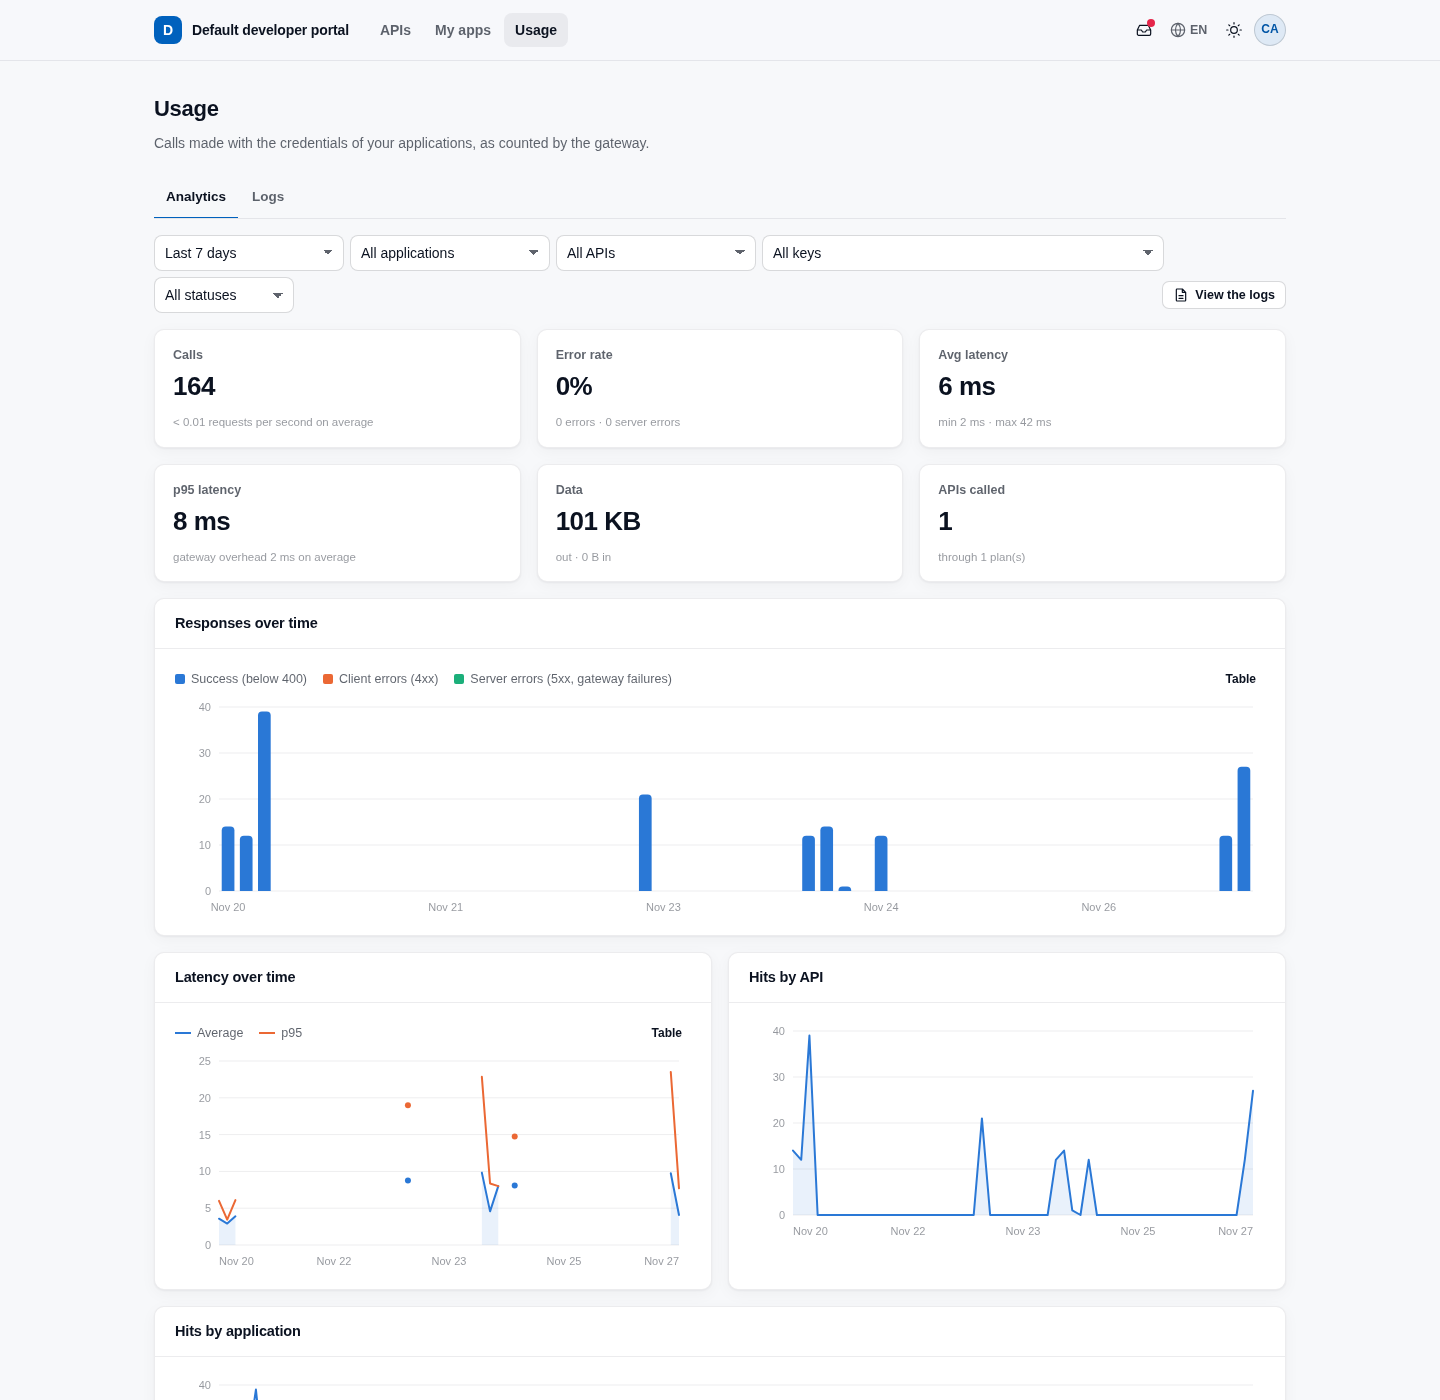 D Default developer portal APIs My apps Usage EN CA
Usage
Calls made with the credentials of your applications, as counted by the gateway.
Analytics Logs
Last 7 days All applications All APIs All keys
All statuses View the logs
Calls Error rate Avg latency
164 0% 6 ms
< 0.01 requests per second on average 0 errors · 0 server errors min 2 ms · max 42 ms
p95 latency Data APIs called
8 ms 101 KB 1
gateway overhead 2 ms on average out · 0 B in through 1 plan(s)
Responses over time
Success (below 400) Client errors (4xx) Server errors (5xx, gateway failures) Table
40
30
20
10
0
Nov 20 Nov 21 Nov 23 Nov 24 Nov 26
Latency over time
Average p95 Table
25
20
15
10
5
0
Nov 20 Nov 22 Nov 23 Nov 25 Nov 27
Hits by API
40
30
20
10
0
Nov 20 Nov 22 Nov 23 Nov 25 Nov 27
Hits by application
40